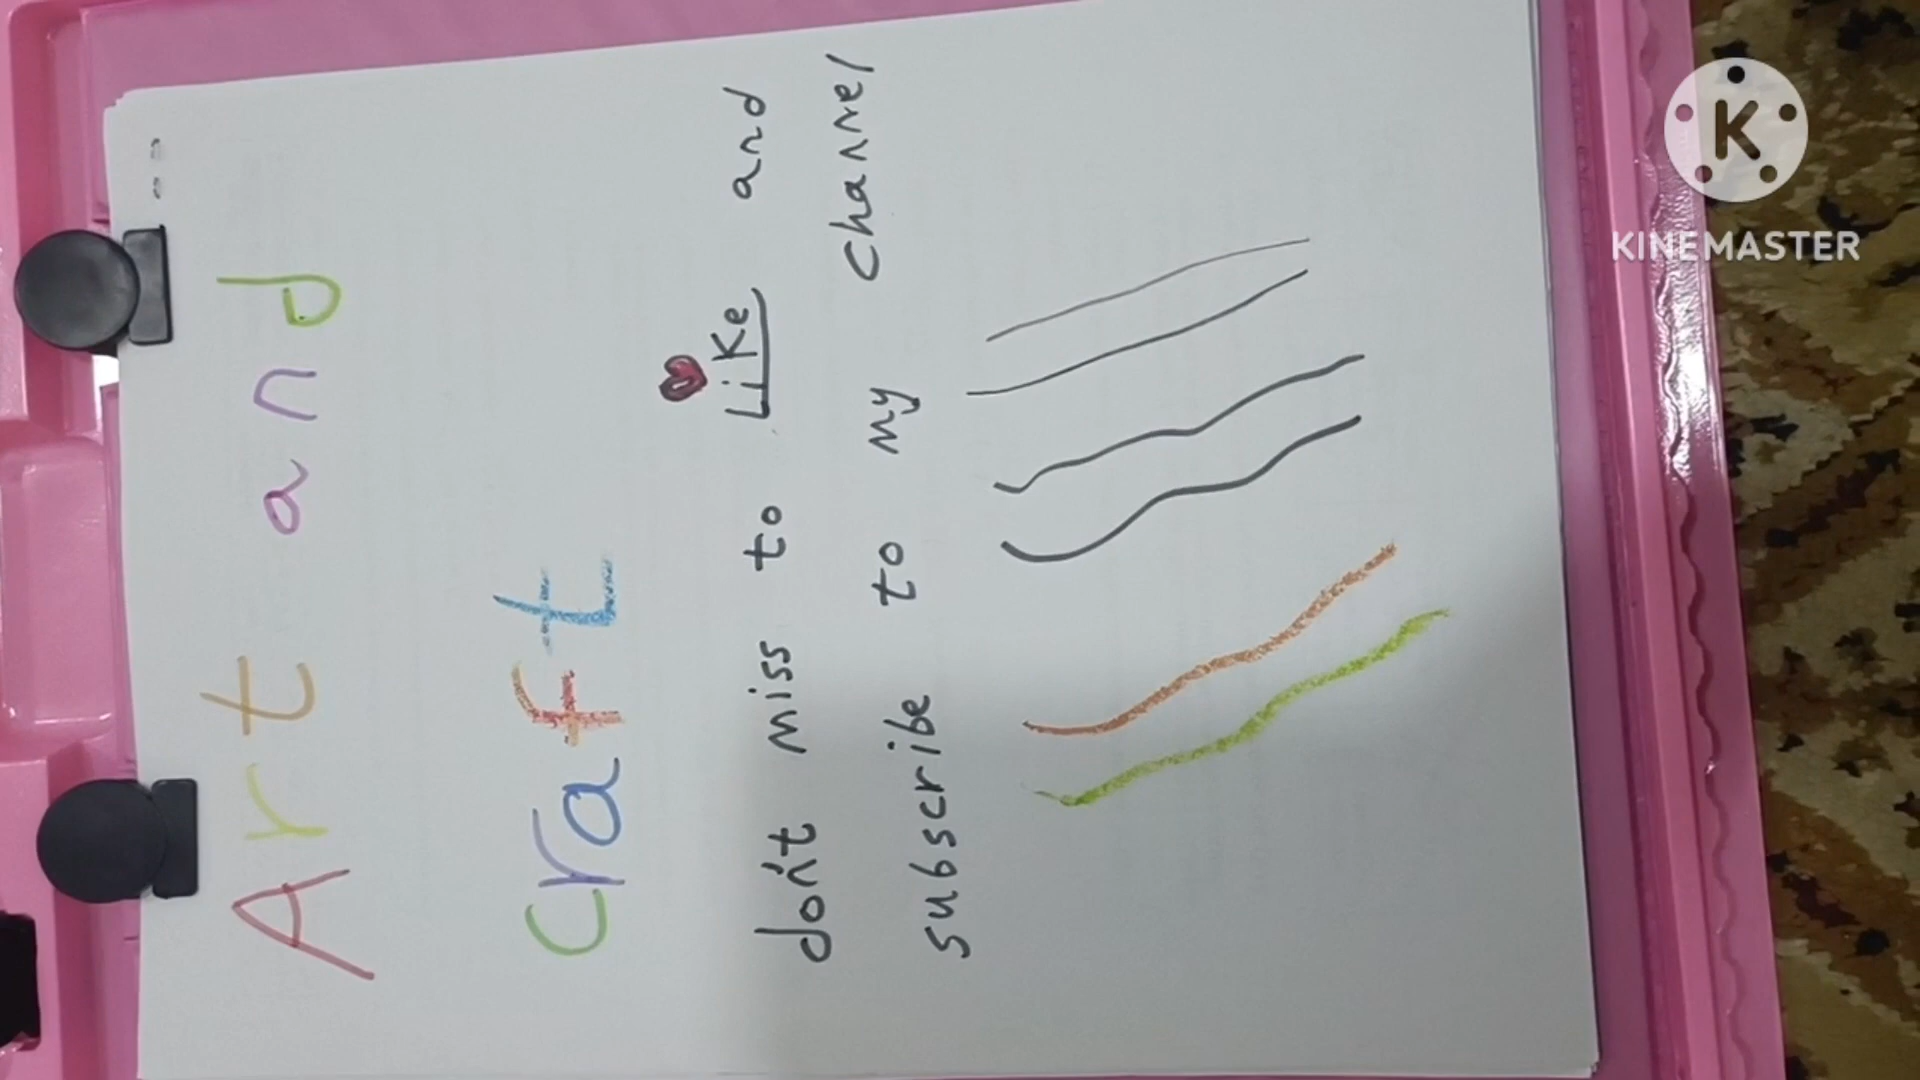 Art and
Craft
don't miss to Like and
subscribe to my channel
K
KINEMASTER